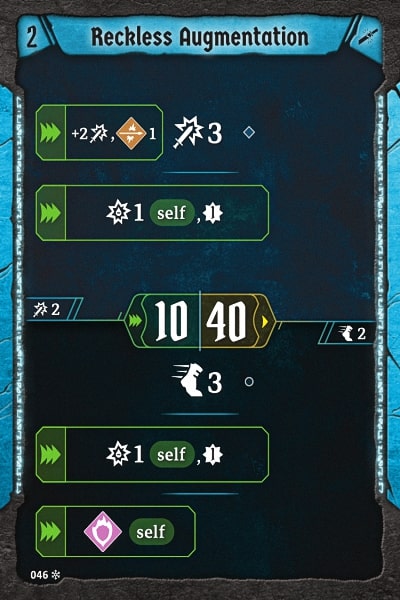 2 Reckless Augmentation
+2 , 1 3
1 self ,
2 10 40 2
3
1 self ,
self
046